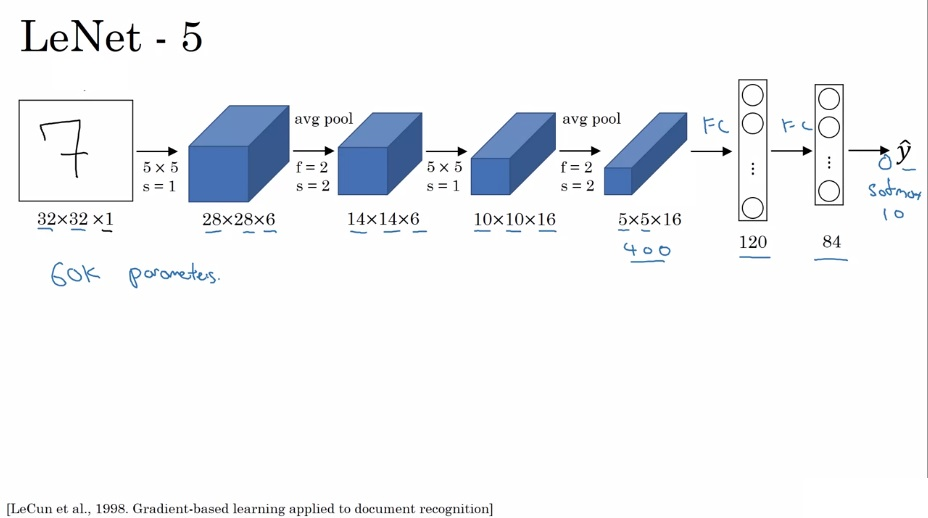 LeNet - 5
7
avg pool
avg pool
FC
FC
5 × 5
s = 1
f = 2
s = 2
5 × 5
s = 1
f = 2
s = 2
ŷ
32×32 ×1
28×28×6
14×14×6
10×10×16
5×5×16
400
120
84
10
60K parameters.
[LeCun et al., 1998. Gradient-based learning applied to document recognition]